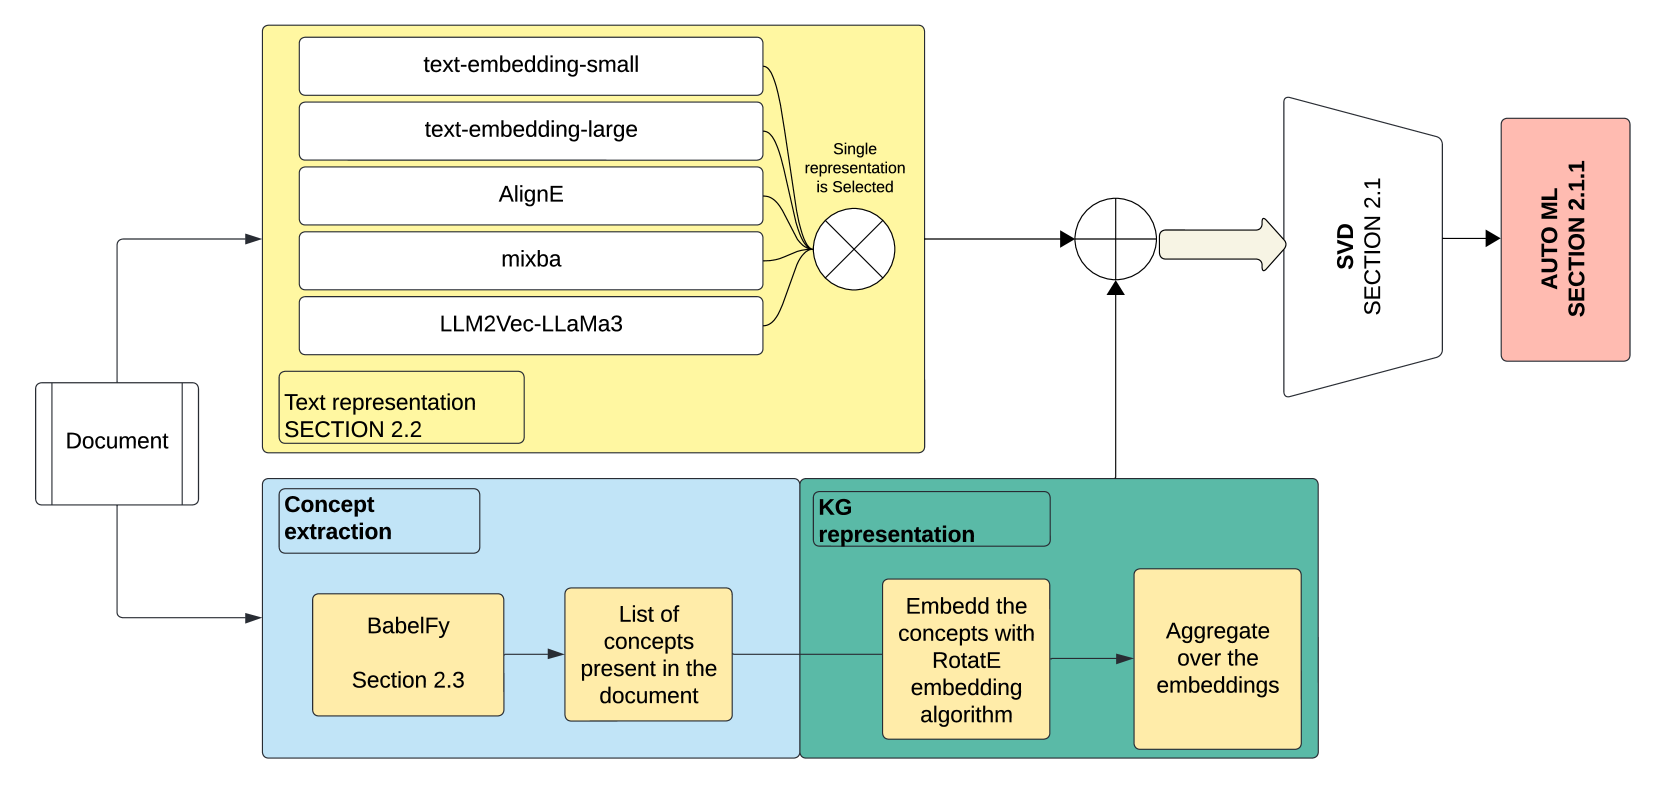 text-embedding-small
text-embedding-large
AlignE
mixba
LLM2Vec-LLaMa3
Single
representation
is Selected
Text representation
SECTION 2.2
Document
SVD
SECTION 2.1
AUTO ML
SECTION 2.1.1
Concept
extraction
BabelFy
Section 2.3
List of
concepts
present in the
document
KG
representation
Embedd the
concepts with
RotatE
embedding
algorithm
Aggregate
over the
embeddings